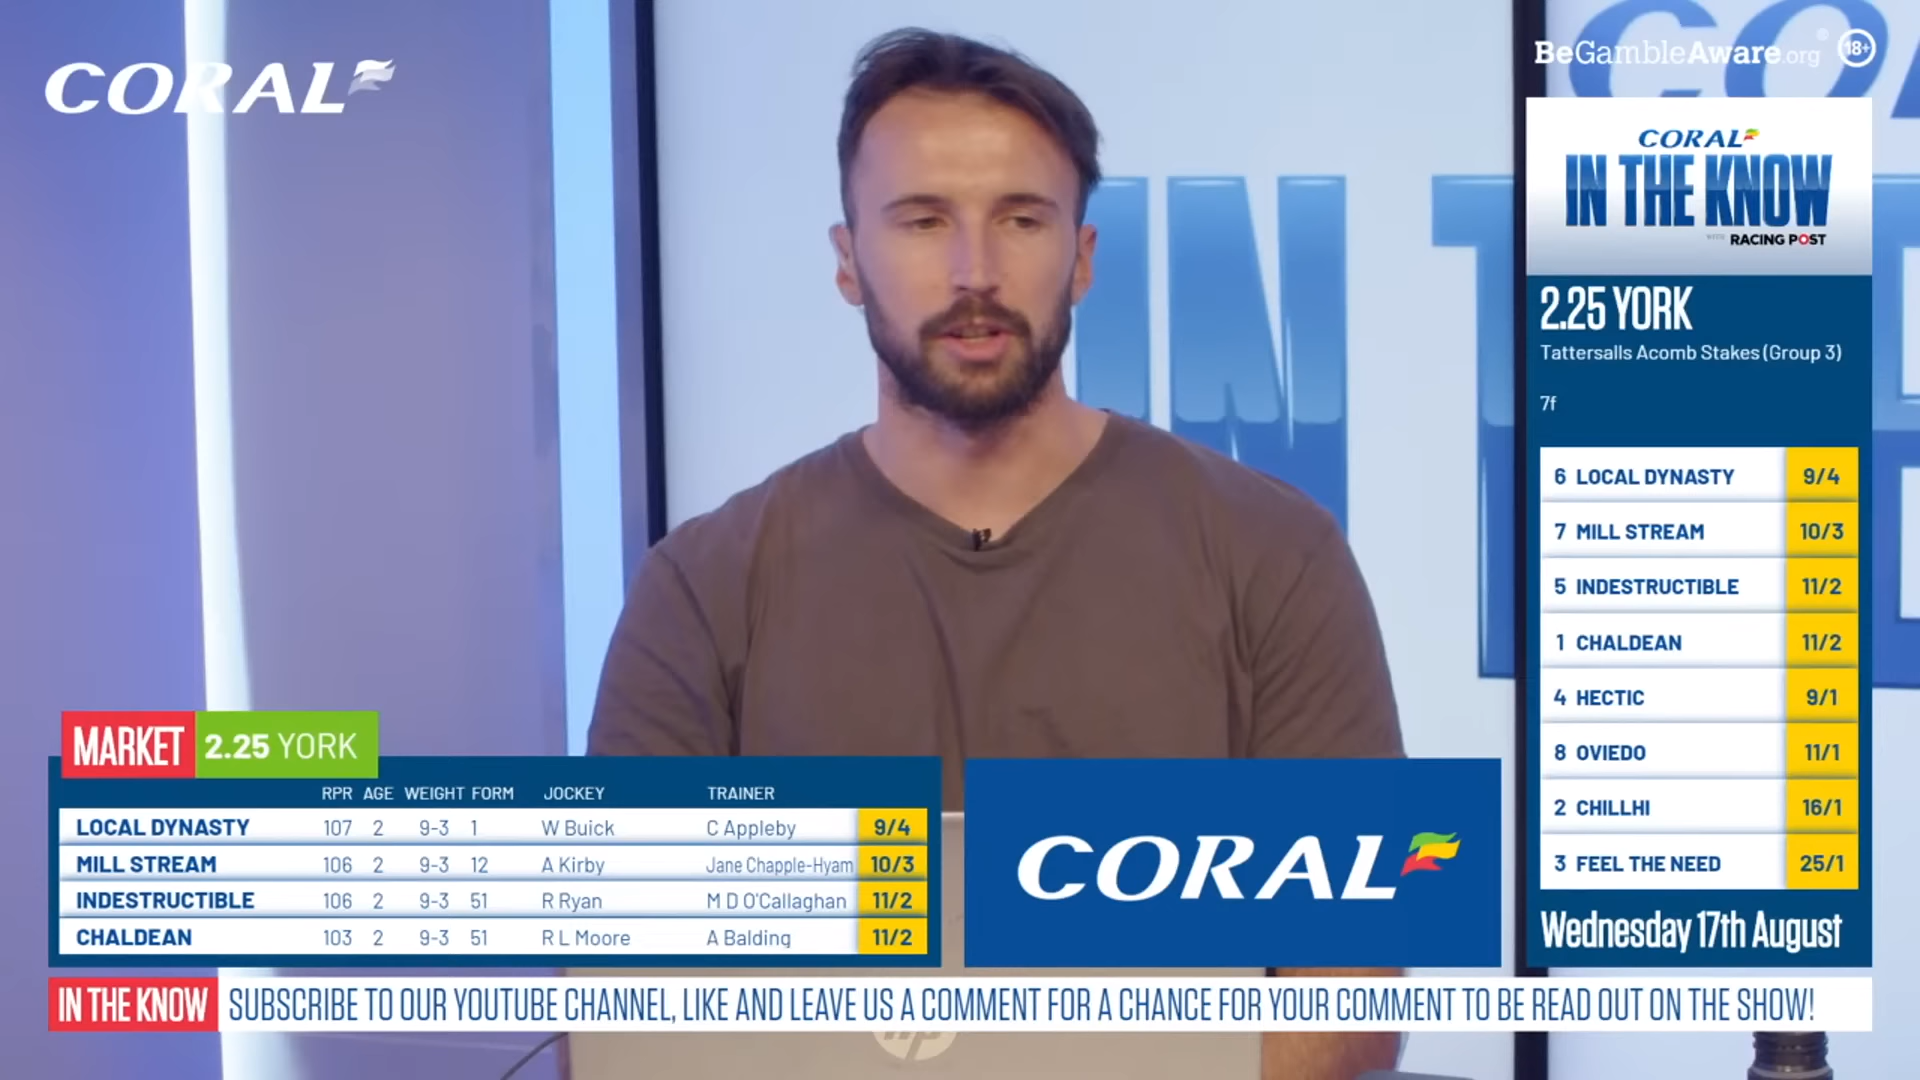 CORAL
BeGambleAware.org® 18+
CO
CORAL
IN THE KNOW
WITH RACING POST
2.25 YORK
Tattersalls Acomb Stakes (Group 3)
7f
6 LOCAL DYNASTY 9/4
7 MILL STREAM 10/3
5 INDESTRUCTIBLE 11/2
1 CHALDEAN 11/2
4 HECTIC 9/1
8 OVIEDO 11/1
2 CHILLHI 16/1
3 FEEL THE NEED 25/1
Wednesday 17th August
IN T
MARKET 2.25 YORK
RPR AGE WEIGHT FORM JOCKEY TRAINER
LOCAL DYNASTY 107 2 9-3 1 W Buick C Appleby 9/4
MILL STREAM 106 2 9-3 12 A Kirby Jane Chapple-Hyam 10/3
INDESTRUCTIBLE 106 2 9-3 51 R Ryan M D O'Callaghan 11/2
CHALDEAN 103 2 9-3 51 R L Moore A Balding 11/2
CORAL
IN THE KNOW SUBSCRIBE TO OUR YOUTUBE CHANNEL, LIKE AND LEAVE US A COMMENT FOR A CHANCE FOR YOUR COMMENT TO BE READ OUT ON THE SHOW!
hp